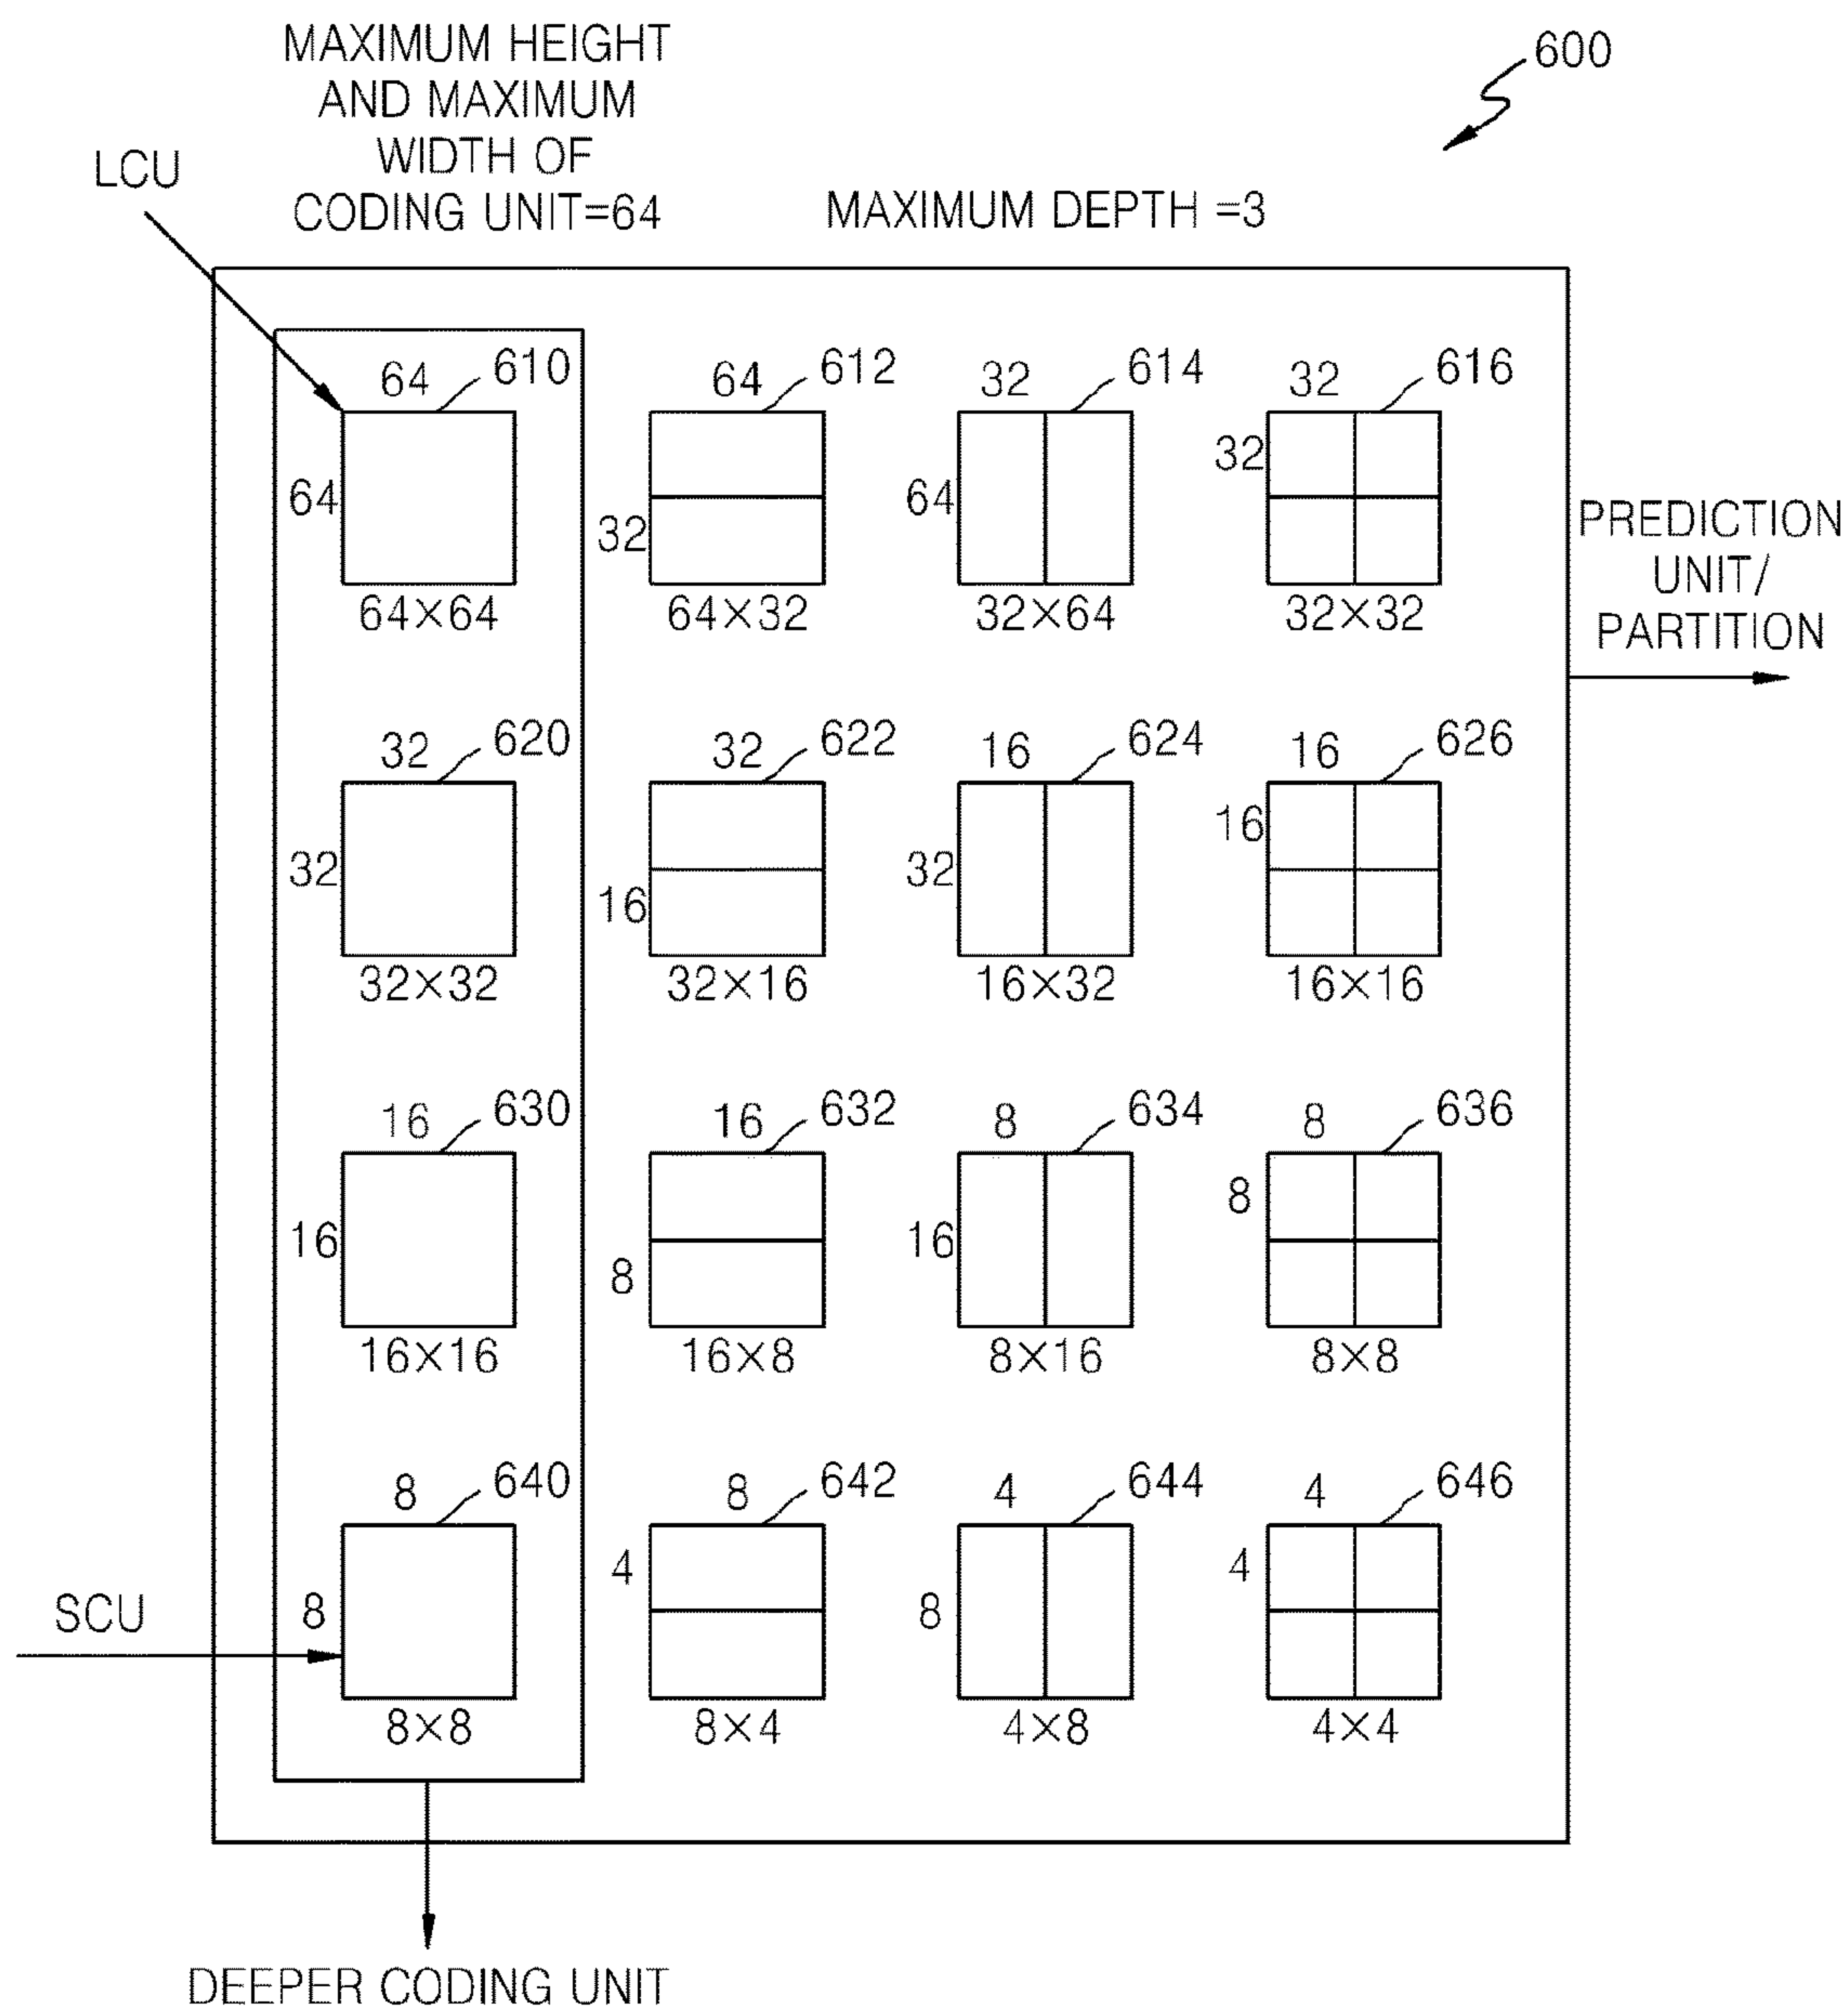 600
MAXIMUM HEIGHT
AND MAXIMUM
WIDTH OF
CODING UNIT=64
MAXIMUM DEPTH =3
LCU
64 610 64 612 32 614 32 616
64 32 64 32
64×64 64×32 32×64 32×32
PREDICTION
UNIT/
PARTITION
32 620 32 622 16 624 16 626
32 16 32 16
32×32 32×16 16×32 16×16
16 630 16 632 8 634 8 636
16 8 16 8
16×16 16×8 8×16 8×8
8 640 8 642 4 644 4 646
8 4 8 4
SCU
8×8 8×4 4×8 4×4
DEEPER CODING UNIT